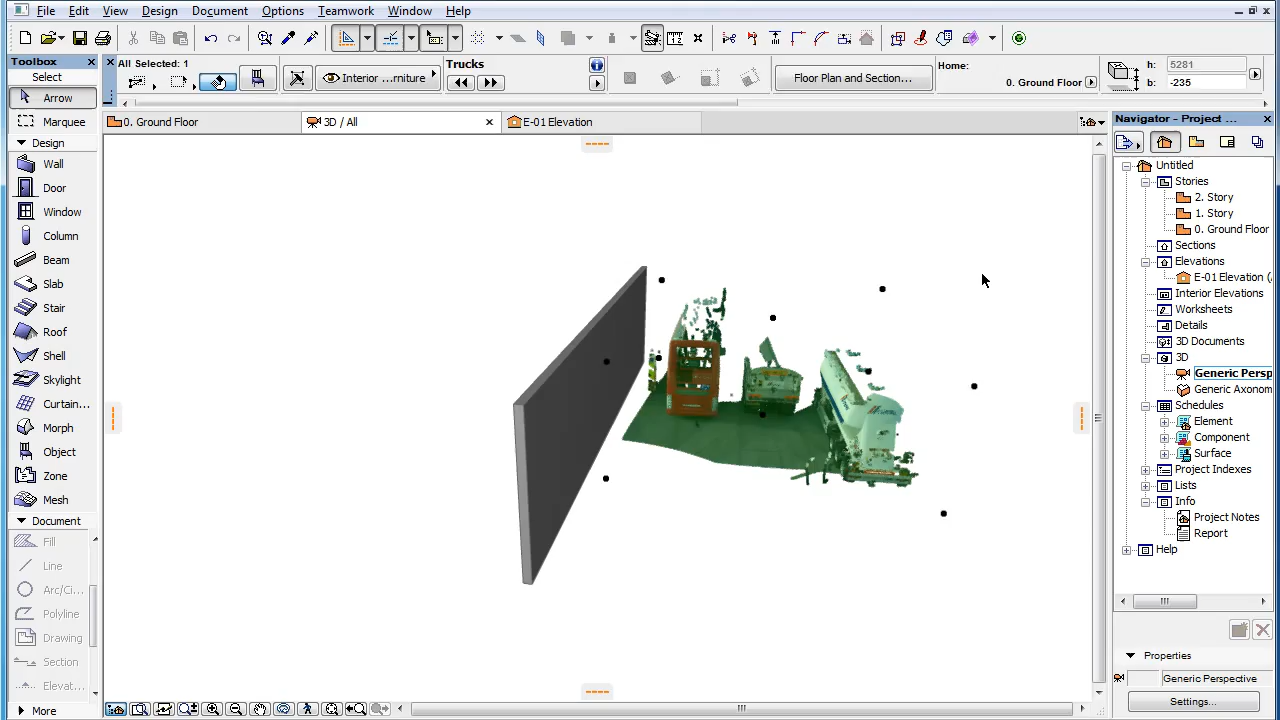 File Edit View Design Document Options Teamwork Window Help
Toolbox
Select
Arrow
Marquee
Design
Wall
Door
Window
Column
Beam
Slab
Stair
Roof
Shell
Skylight
Curtain...
Morph
Object
Zone
Mesh
Document
Fill
Line
Arc/Ci...
Polyline
Drawing
Section
Elevat...
More
All Selected: 1
Interior ...rniture
Trucks
Floor Plan and Section...
Home:
0. Ground Floor
h: 5281
b: -235
0. Ground Floor
3D / All
E-01 Elevation
Navigator - Project ...
Untitled
Stories
2. Story
1. Story
0. Ground Floor
Sections
Elevations
E-01 Elevation (
Interior Elevations
Worksheets
Details
3D Documents
3D
Generic Persp
Generic Axonom
Schedules
Element
Component
Surface
Project Indexes
Lists
Info
Project Notes
Report
Help
Properties
Generic Perspective
Settings...